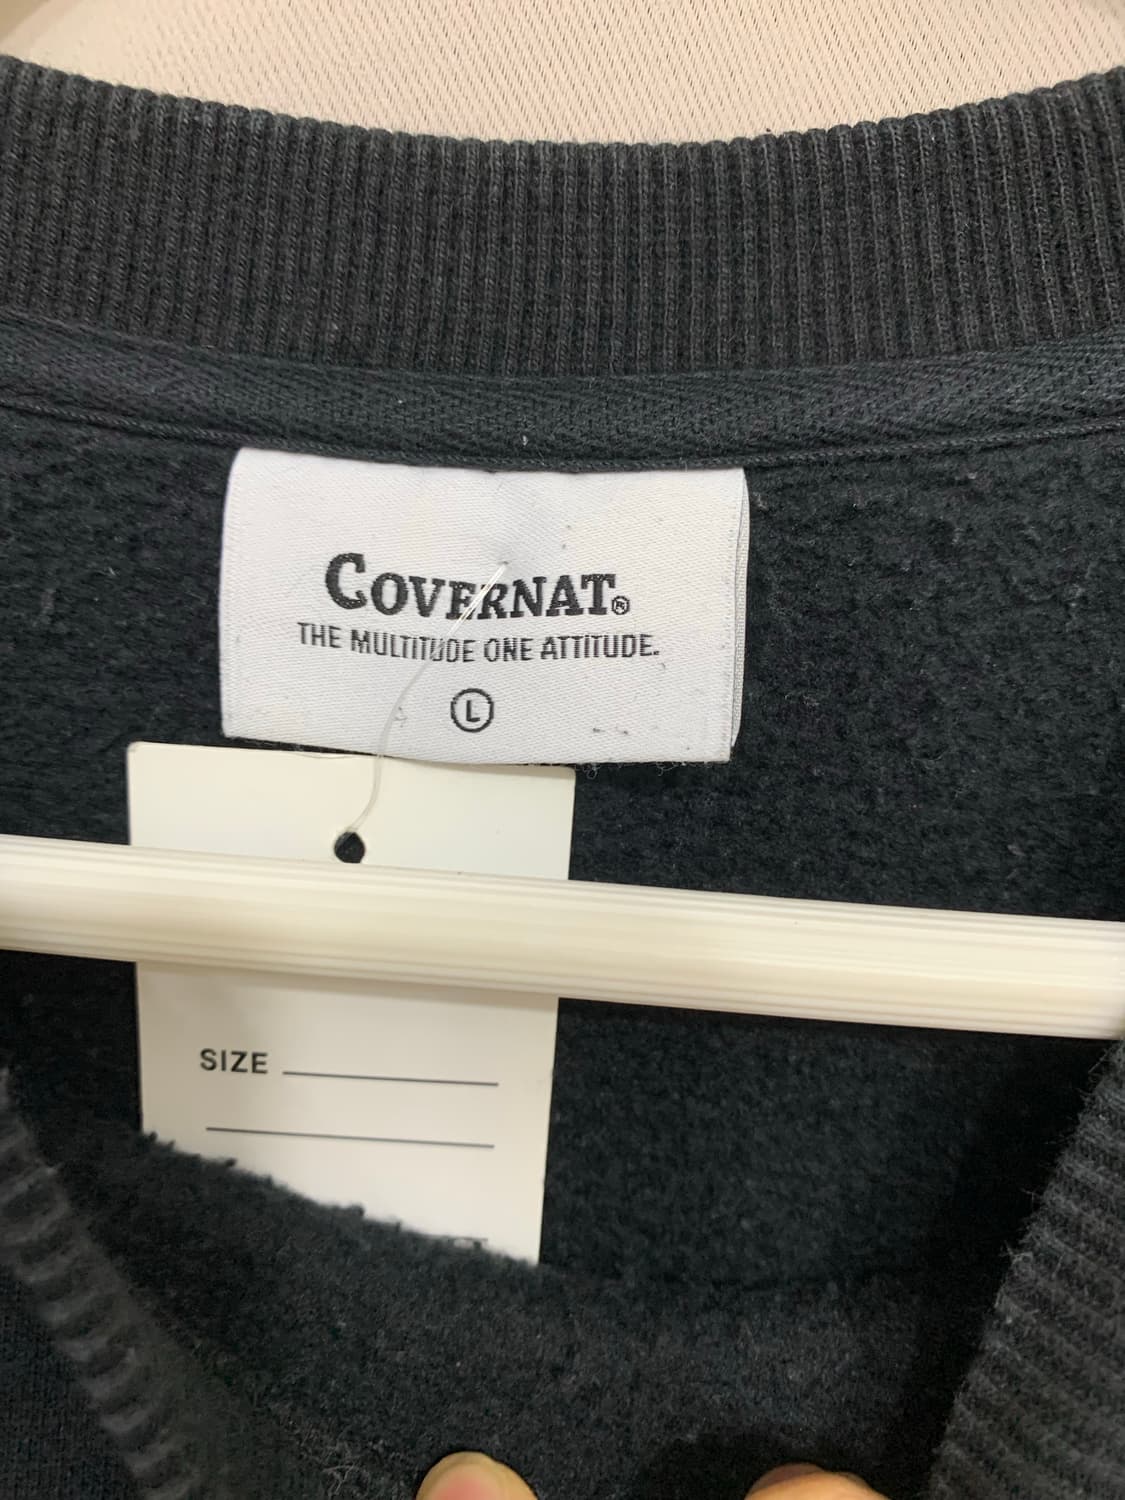 COVERNAT®
THE MULTITUDE ONE ATTITUDE.
L
SIZE